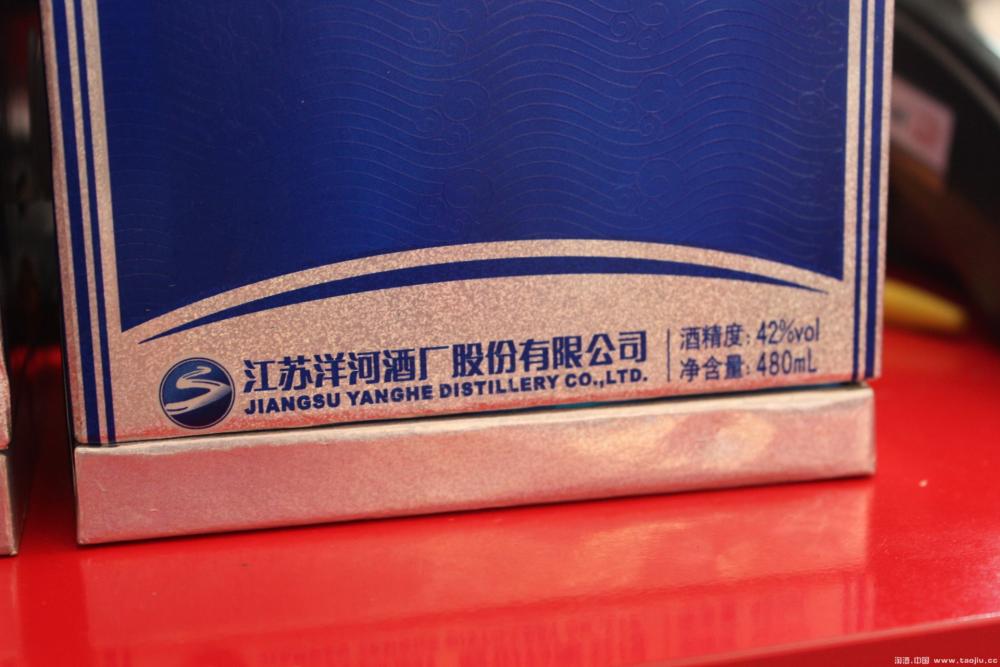 江苏洋河酒厂股份有限公司
JIANGSU YANGHE DISTILLERY CO.,LTD.
酒精度: 42%vol
净含量: 480mL
淘酒.中国 www.taojiu.cc